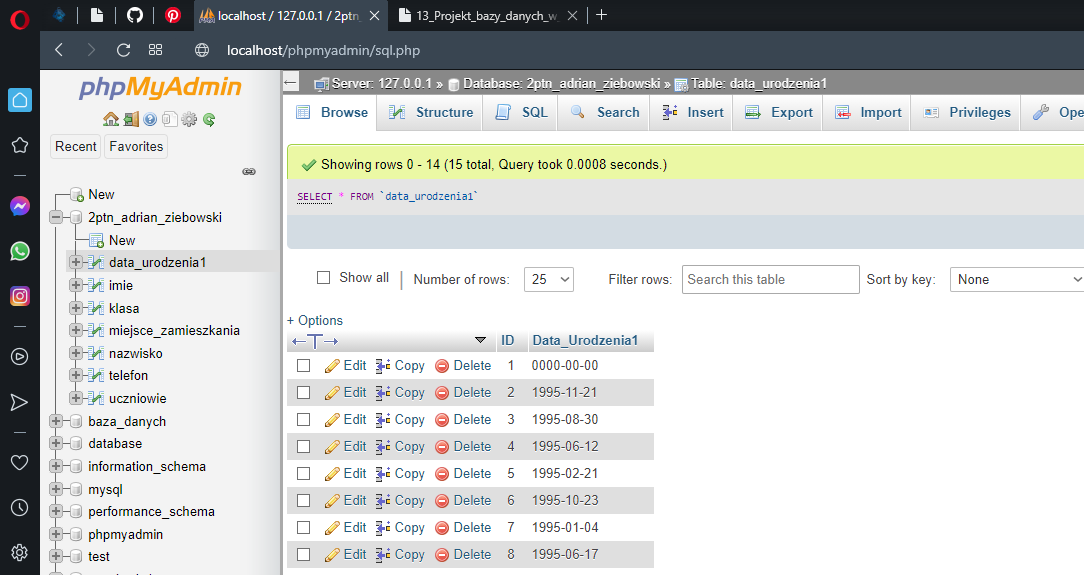 localhost / 127.0.0.1 / 2ptn_
13_Projekt_bazy_danych_w_
localhost/phpmyadmin/sql.php
phpMyAdmin
Recent
Favorites
New
2ptn_adrian_ziebowski
New
data_urodzenia1
imie
klasa
miejsce_zamieszkania
nazwisko
telefon
uczniowie
baza_danych
database
information_schema
mysql
performance_schema
phpmyadmin
test
Server: 127.0.0.1 » Database: 2ptn_adrian_ziebowski » Table: data_urodzenia1
Browse Structure SQL Search Insert Export Import Privileges Ope
Showing rows 0 - 14 (15 total, Query took 0.0008 seconds.)
SELECT * FROM `data_urodzenia1`
Show all | Number of rows: 25 Filter rows: Search this table Sort by key: None
+ Options
ID Data_Urodzenia1
Edit Copy Delete 1 0000-00-00
Edit Copy Delete 2 1995-11-21
Edit Copy Delete 3 1995-08-30
Edit Copy Delete 4 1995-06-12
Edit Copy Delete 5 1995-02-21
Edit Copy Delete 6 1995-10-23
Edit Copy Delete 7 1995-01-04
Edit Copy Delete 8 1995-06-17